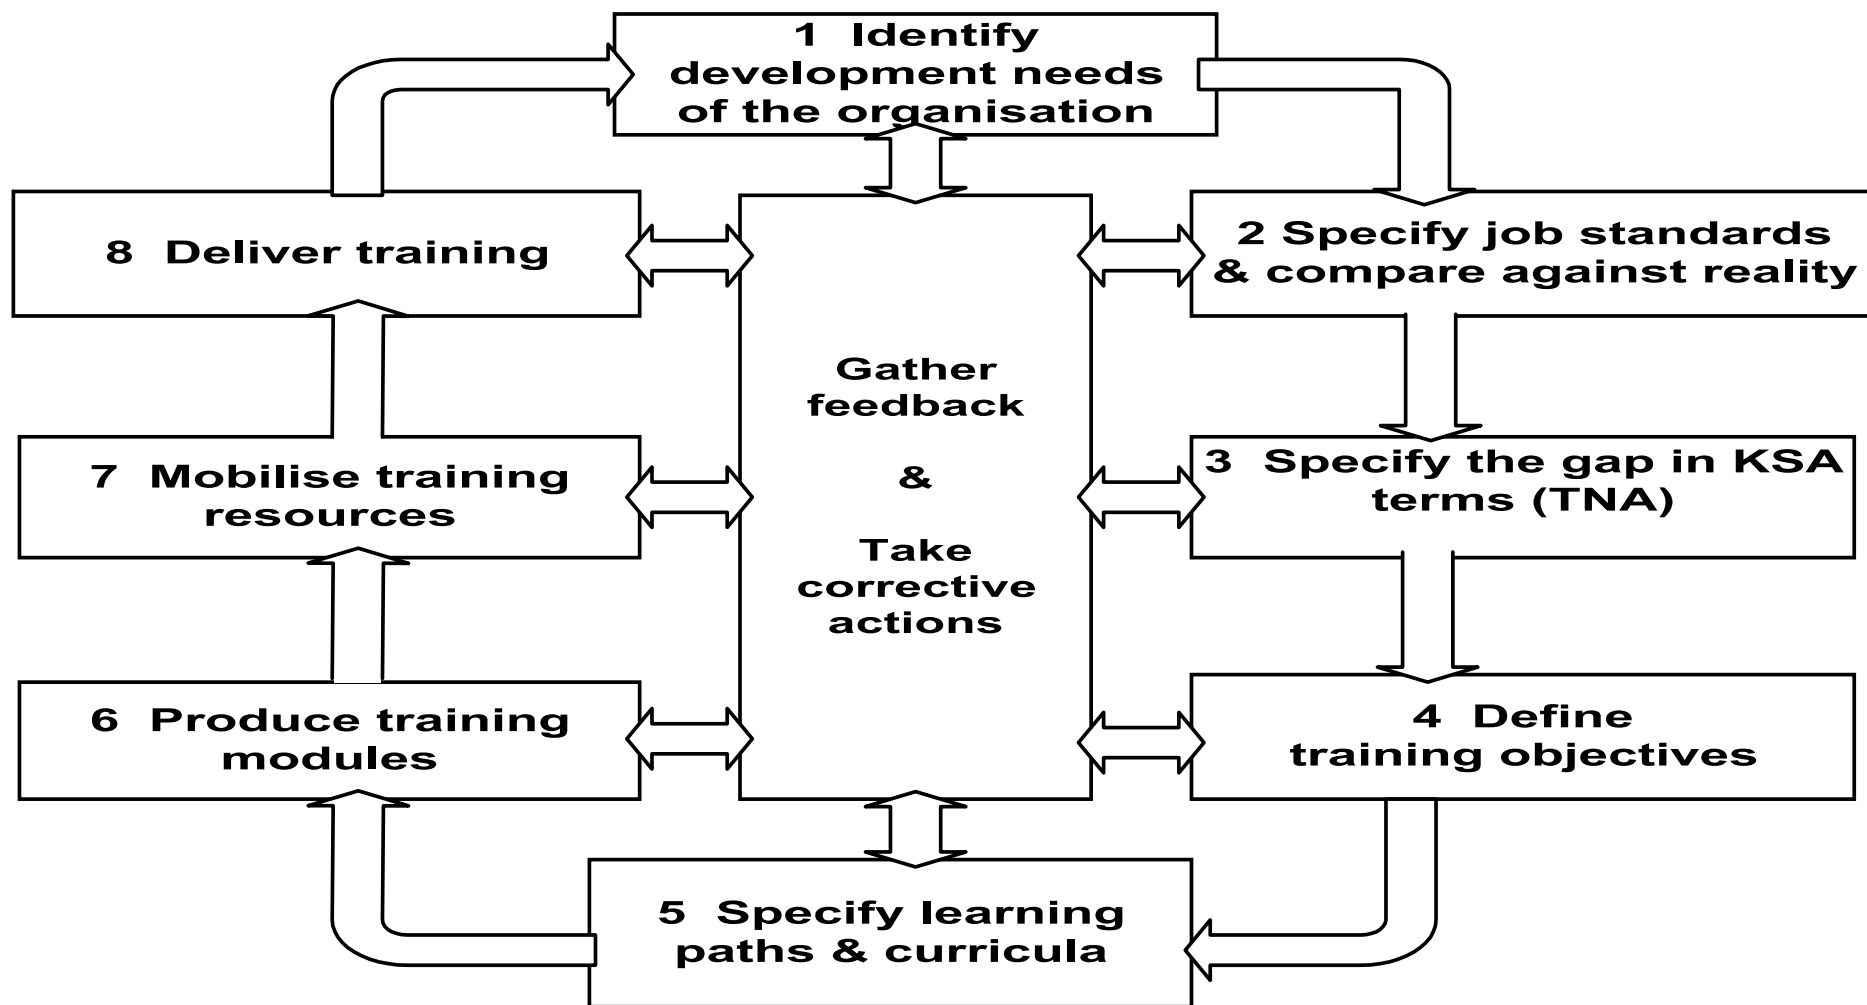 1 Identify
development needs
of the organisation
2 Specify job standards
& compare against reality
3 Specify the gap in KSA
terms (TNA)
4 Define
training objectives
5 Specify learning
paths & curricula
6 Produce training
modules
7 Mobilise training
resources
8 Deliver training
Gather
feedback
&
Take
corrective
actions